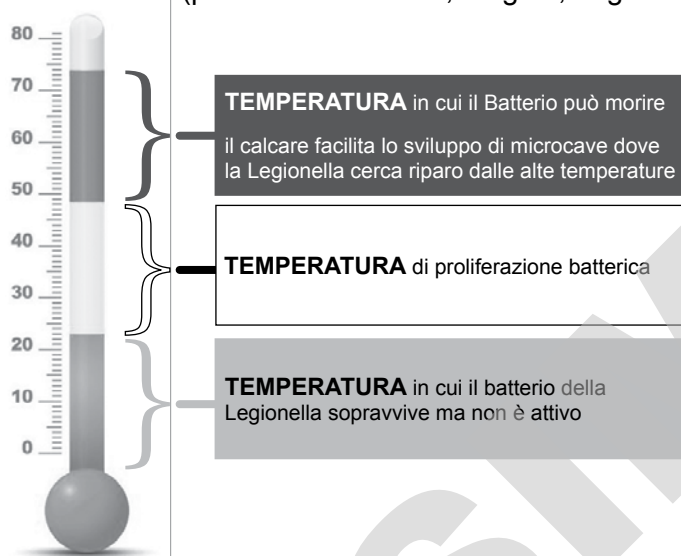 80
70
60
50
40
30
20
10
0
TEMPERATURA in cui il Batterio può morire
il calcare facilita lo sviluppo di microcave dove
la Legionella cerca riparo dalle alte temperature
TEMPERATURA di proliferazione batterica
TEMPERATURA in cui il batterio della
Legionella sopravvive ma non è attivo